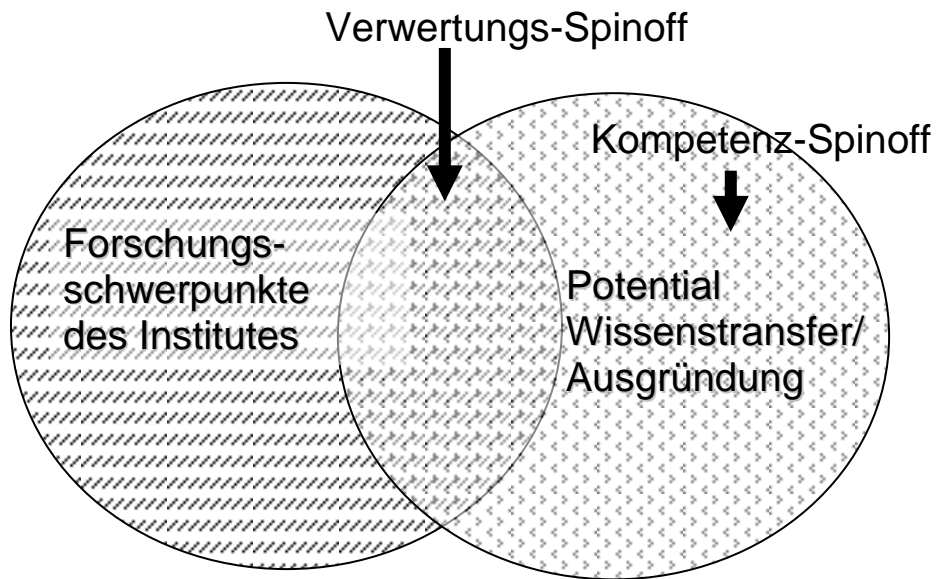 Verwertungs-Spinoff
Kompetenz-Spinoff
Forschungs-
schwerpunkte
des Institutes
Potential
Wissenstransfer/
Ausgründung